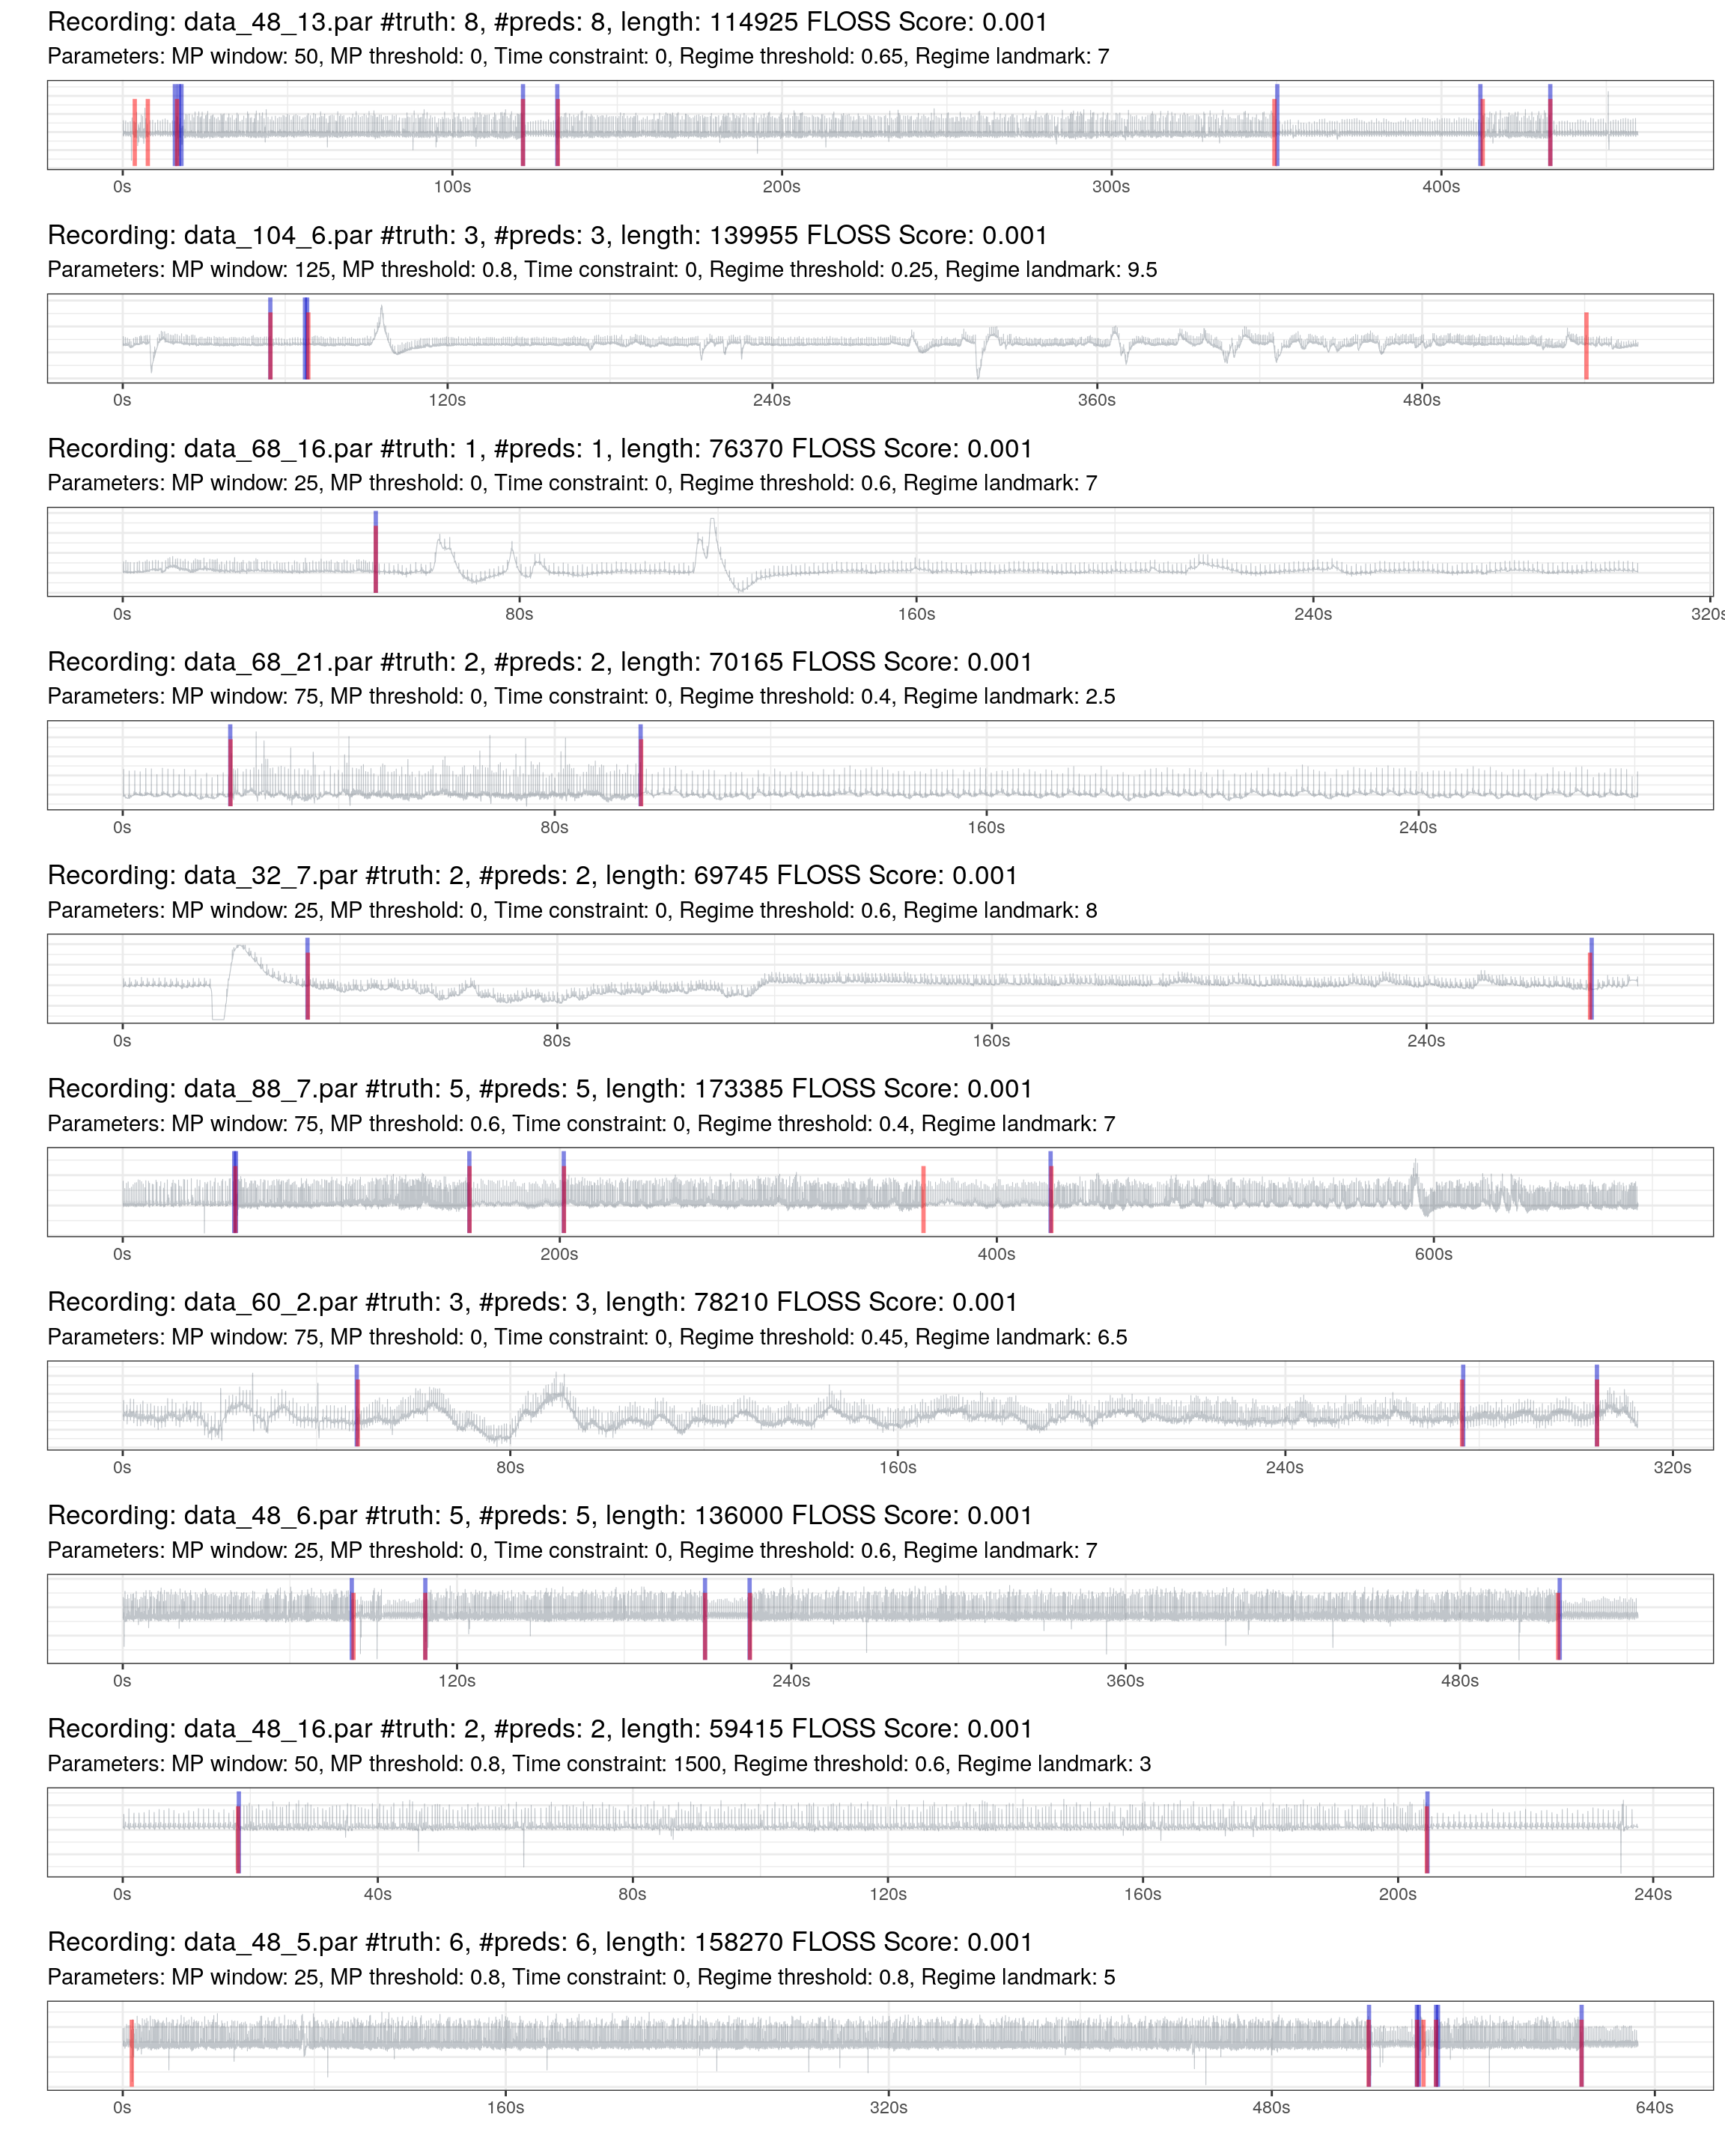 Recording: data_48_13.par #truth: 8, #preds: 8, length: 114925 FLOSS Score: 0.001
Parameters: MP window: 50, MP threshold: 0, Time constraint: 0, Regime threshold: 0.65, Regime landmark: 7
0s 100s 200s 300s 400s
Recording: data_104_6.par #truth: 3, #preds: 3, length: 139955 FLOSS Score: 0.001
Parameters: MP window: 125, MP threshold: 0.8, Time constraint: 0, Regime threshold: 0.25, Regime landmark: 9.5
0s 120s 240s 360s 480s
Recording: data_68_16.par #truth: 1, #preds: 1, length: 76370 FLOSS Score: 0.001
Parameters: MP window: 25, MP threshold: 0, Time constraint: 0, Regime threshold: 0.6, Regime landmark: 7
0s 80s 160s 240s 320s
Recording: data_68_21.par #truth: 2, #preds: 2, length: 70165 FLOSS Score: 0.001
Parameters: MP window: 75, MP threshold: 0, Time constraint: 0, Regime threshold: 0.4, Regime landmark: 2.5
0s 80s 160s 240s
Recording: data_32_7.par #truth: 2, #preds: 2, length: 69745 FLOSS Score: 0.001
Parameters: MP window: 25, MP threshold: 0, Time constraint: 0, Regime threshold: 0.6, Regime landmark: 8
0s 80s 160s 240s
Recording: data_88_7.par #truth: 5, #preds: 5, length: 173385 FLOSS Score: 0.001
Parameters: MP window: 75, MP threshold: 0.6, Time constraint: 0, Regime threshold: 0.4, Regime landmark: 7
0s 200s 400s 600s
Recording: data_60_2.par #truth: 3, #preds: 3, length: 78210 FLOSS Score: 0.001
Parameters: MP window: 75, MP threshold: 0, Time constraint: 0, Regime threshold: 0.45, Regime landmark: 6.5
0s 80s 160s 240s 320s
Recording: data_48_6.par #truth: 5, #preds: 5, length: 136000 FLOSS Score: 0.001
Parameters: MP window: 25, MP threshold: 0, Time constraint: 0, Regime threshold: 0.6, Regime landmark: 7
0s 120s 240s 360s 480s
Recording: data_48_16.par #truth: 2, #preds: 2, length: 59415 FLOSS Score: 0.001
Parameters: MP window: 50, MP threshold: 0.8, Time constraint: 1500, Regime threshold: 0.6, Regime landmark: 3
0s 40s 80s 120s 160s 200s 240s
Recording: data_48_5.par #truth: 6, #preds: 6, length: 158270 FLOSS Score: 0.001
Parameters: MP window: 25, MP threshold: 0.8, Time constraint: 0, Regime threshold: 0.8, Regime landmark: 5
0s 160s 320s 480s 640s